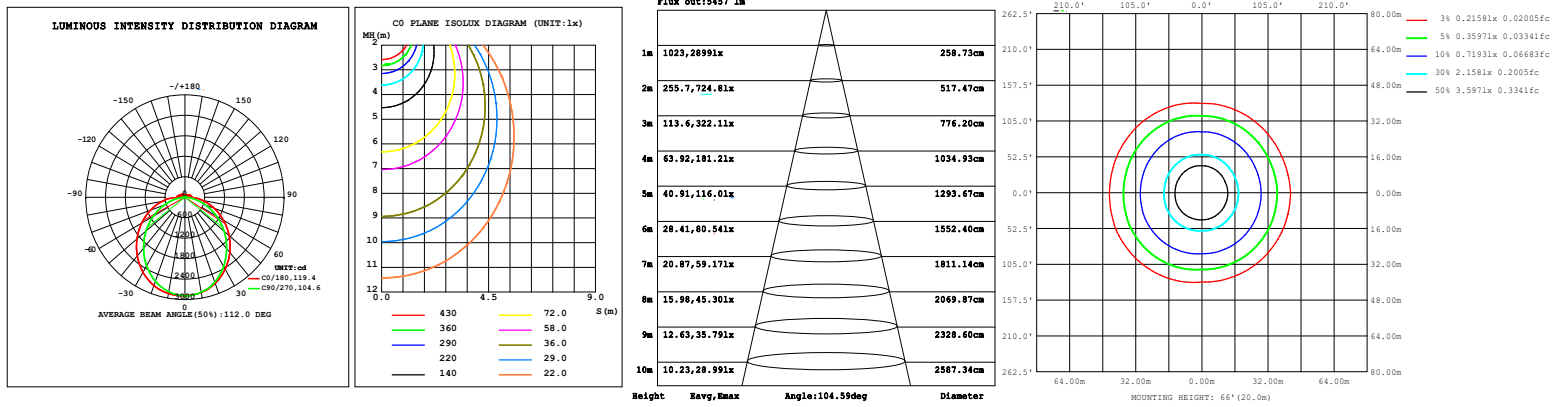 LUMINOUS INTENSITY DISTRIBUTION DIAGRAM
-/+180
-150 150
-120 120
-90 0 90
600
-60 1200 60
1800
2400
-30 3000 30
0
UNIT:cd
C0/180,119.4
C90/270,104.6
AVERAGE BEAM ANGLE(50%):112.0 DEG
C0 PLANE ISOLUX DIAGRAM (UNIT:lx)
MH(m)
2
3
4
5
6
7
8
9
10
11
12
0.0 4.5 9.0
S(m)
430 72.0
360 58.0
290 36.0
220 29.0
140 22.0
Flux out:5457 lm
1m 1023,2899lx 258.73cm
2m 255.7,724.8lx 517.47cm
3m 113.6,322.1lx 776.20cm
4m 63.92,181.2lx 1034.93cm
5m 40.91,116.0lx 1293.67cm
6m 28.41,80.54lx 1552.40cm
7m 20.87,59.17lx 1811.14cm
8m 15.98,45.30lx 2069.87cm
9m 12.63,35.79lx 2328.60cm
10m 10.23,28.99lx 2587.34cm
Height Eavg,Emax Angle:104.59deg Diameter
210.0' 105.0' 0.0' 105.0' 210.0'
262.5' 80.00m
210.0' 64.00m
157.5' 48.00m
105.0' 32.00m
52.5' 16.00m
0.0' 0.00m
52.5' 16.00m
105.0' 32.00m
157.5' 48.00m
210.0' 64.00m
262.5' 80.00m
64.00m 32.00m 0.00m 32.00m 64.00m
MOUNTING HEIGHT: 66'(20.0m)
3% 0.2158lx 0.02005fc
5% 0.3597lx 0.03341fc
10% 0.7193lx 0.06683fc
30% 2.158lx 0.2005fc
50% 3.597lx 0.3341fc